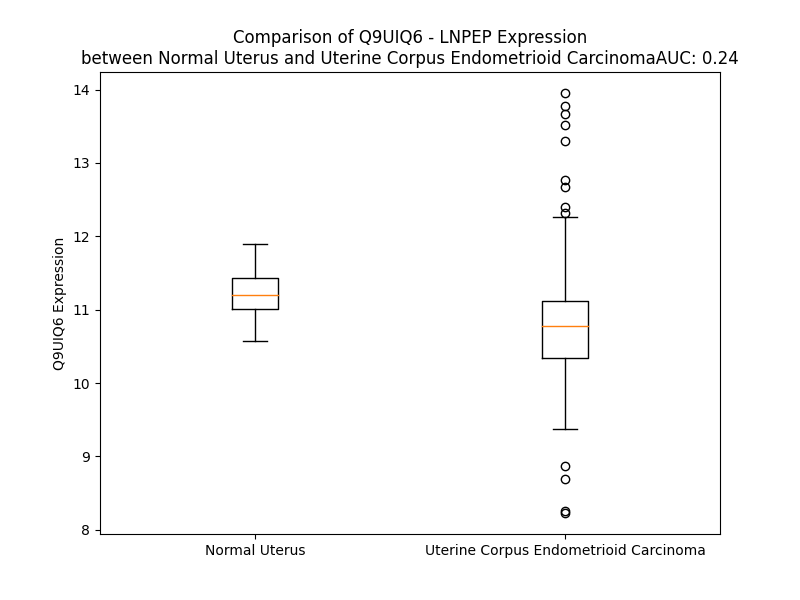 Comparison of Q9UIQ6 - LNPEP Expression
between Normal Uterus and Uterine Corpus Endometrioid CarcinomaAUC: 0.24
14
13
12
11
10
9
8
Q9UIQ6 Expression
Normal Uterus
Uterine Corpus Endometrioid Carcinoma